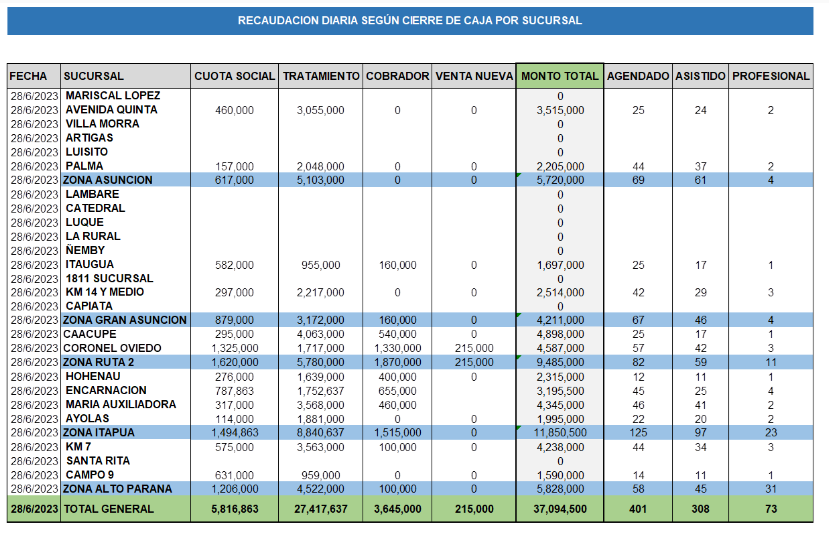 RECAUDACION DIARIA SEGÚN CIERRE DE CAJA POR SUCURSAL
FECHA SUCURSAL CUOTA SOCIAL TRATAMIENTO COBRADOR VENTA NUEVA MONTO TOTAL AGENDADO ASISTIDO PROFESIONAL
28/6/2023 MARISCAL LOPEZ 0
28/6/2023 AVENIDA QUINTA 460,000 3,055,000 0 0 3,515,000 25 24 2
28/6/2023 VILLA MORRA 0
28/6/2023 ARTIGAS 0
28/6/2023 LUISITO 0
28/6/2023 PALMA 157,000 2,048,000 0 0 2,205,000 44 37 2
28/6/2023 ZONA ASUNCION 617,000 5,103,000 0 0 5,720,000 69 61 4
28/6/2023 LAMBARE 0
28/6/2023 CATEDRAL 0
28/6/2023 LUQUE 0
28/6/2023 LA RURAL 0
28/6/2023 ÑEMBY 0
28/6/2023 ITAUGUA 582,000 955,000 160,000 0 1,697,000 25 17 1
28/6/2023 1811 SUCURSAL 0
28/6/2023 KM 14 Y MEDIO 297,000 2,217,000 0 0 2,514,000 42 29 3
28/6/2023 CAPIATA 0
28/6/2023 ZONA GRAN ASUNCION 879,000 3,172,000 160,000 0 4,211,000 67 46 4
28/6/2023 CAACUPE 295,000 4,063,000 540,000 0 4,898,000 25 17 1
28/6/2023 CORONEL OVIEDO 1,325,000 1,717,000 1,330,000 215,000 4,587,000 57 42 3
28/6/2023 ZONA RUTA 2 1,620,000 5,780,000 1,870,000 215,000 9,485,000 82 59 11
28/6/2023 HOHENAU 276,000 1,639,000 400,000 0 2,315,000 12 11 1
28/6/2023 ENCARNACION 787,863 1,752,637 655,000 3,195,500 45 25 4
28/6/2023 MARIA AUXILIADORA 317,000 3,568,000 460,000 4,345,000 46 41 2
28/6/2023 AYOLAS 114,000 1,881,000 0 0 1,995,000 22 20 2
28/6/2023 ZONA ITAPUA 1,494,863 8,840,637 1,515,000 0 11,850,500 125 97 23
28/6/2023 KM 7 575,000 3,563,000 100,000 0 4,238,000 44 34 3
28/6/2023 SANTA RITA 0
28/6/2023 CAMPO 9 631,000 959,000 0 0 1,590,000 14 11 1
28/6/2023 ZONA ALTO PARANA 1,206,000 4,522,000 100,000 0 5,828,000 58 45 31
28/6/2023 TOTAL GENERAL 5,816,863 27,417,637 3,645,000 215,000 37,094,500 401 308 73